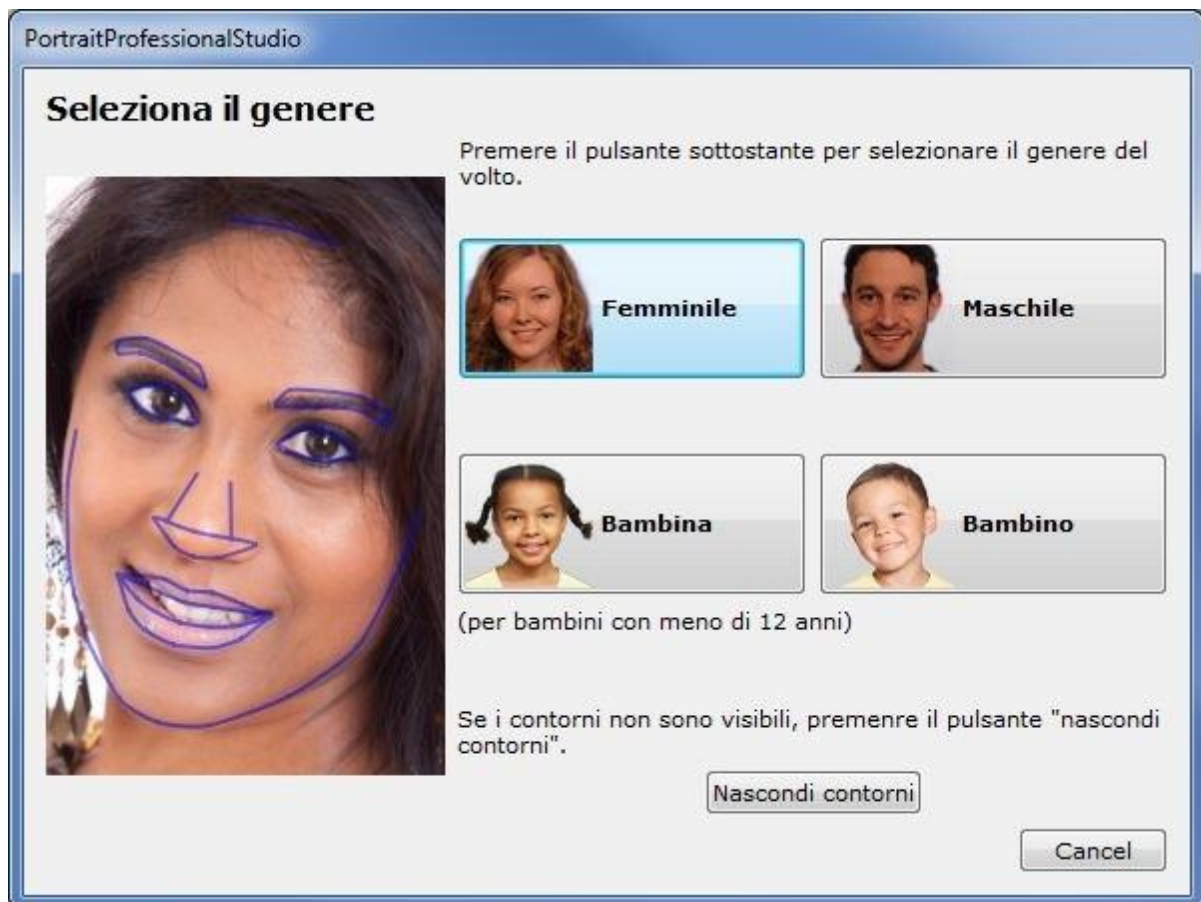 PortraitProfessionalStudio
Seleziona il genere
Premere il pulsante sottostante per selezionare il genere del
volto.
Femminile
Maschile
Bambina
Bambino
(per bambini con meno di 12 anni)
Se i contorni non sono visibili, premenre il pulsante "nascondi
contorni".
Nascondi contorni
Cancel